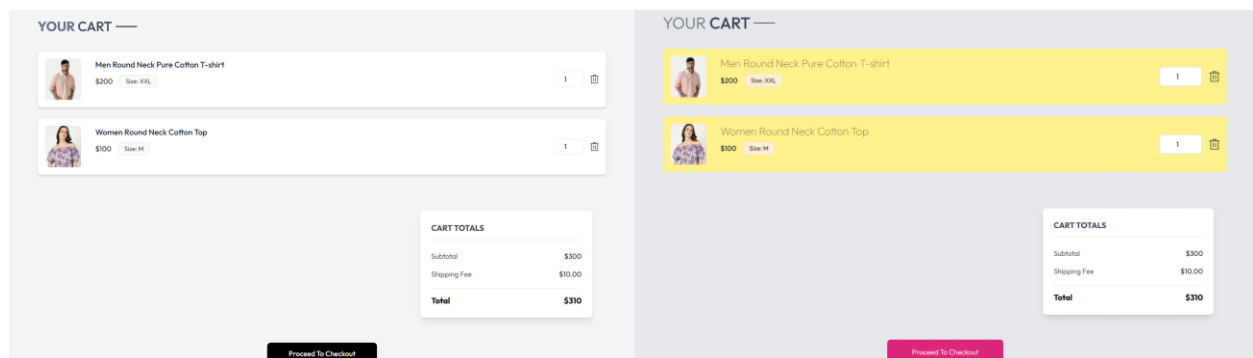 YOUR CART
Men Round Neck Pure Cotton T-shirt
$200 Size: XXL 1
Women Round Neck Cotton Top
$100 Size: M 1
CART TOTALS
Subtotal $300
Shipping Fee $10.00
Total $310
Proceed To Checkout
YOUR CART
Men Round Neck Pure Cotton T-shirt
$200 Size: XXL 1
Women Round Neck Cotton Top
$100 Size: M 1
CART TOTALS
Subtotal $300
Shipping Fee $10.00
Total $310
Proceed To Checkout